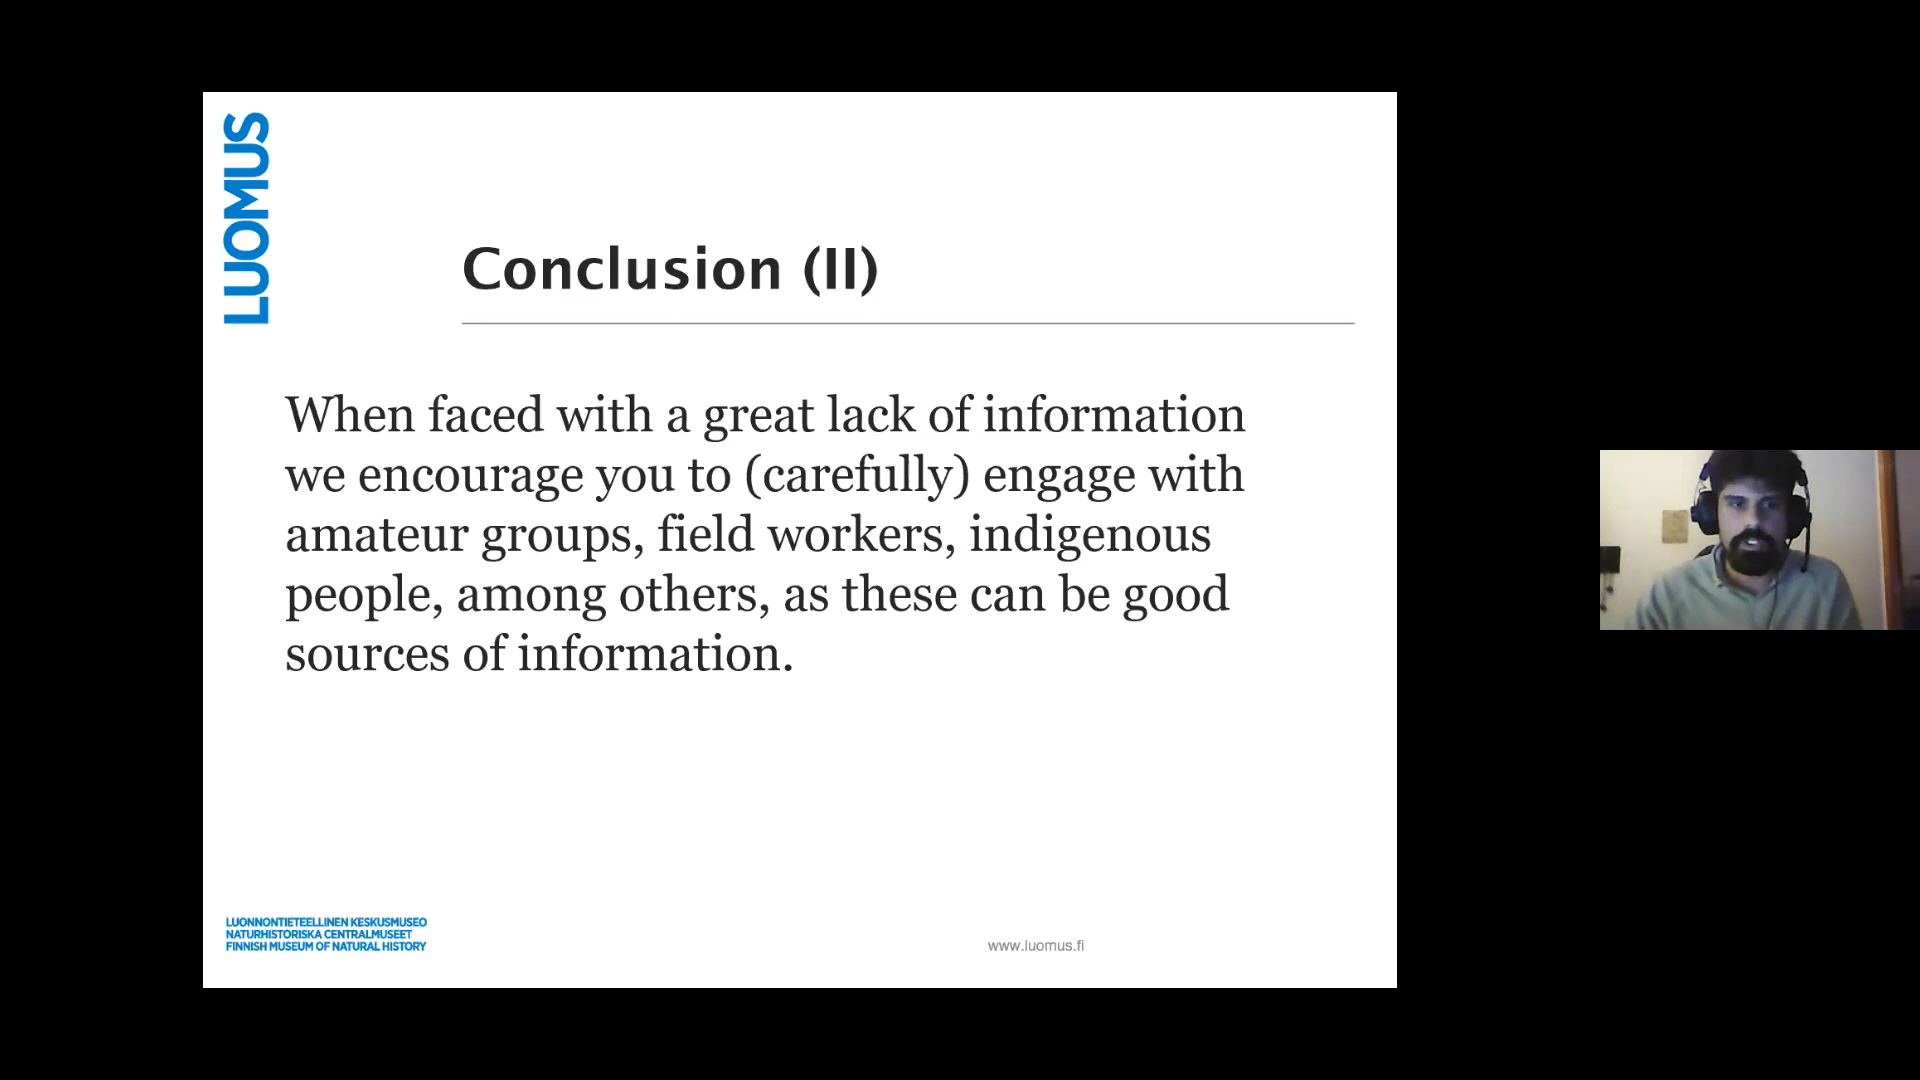 LUOMUS
Conclusion (II)
When faced with a great lack of information
we encourage you to (carefully) engage with
amateur groups, field workers, indigenous
people, among others, as these can be good
sources of information.
LUONNONTIETEELLINEN KESKUSMUSEO
NATURHISTORISKA CENTRALMUSEET
FINNISH MUSEUM OF NATURAL HISTORY
www.luomus.fi